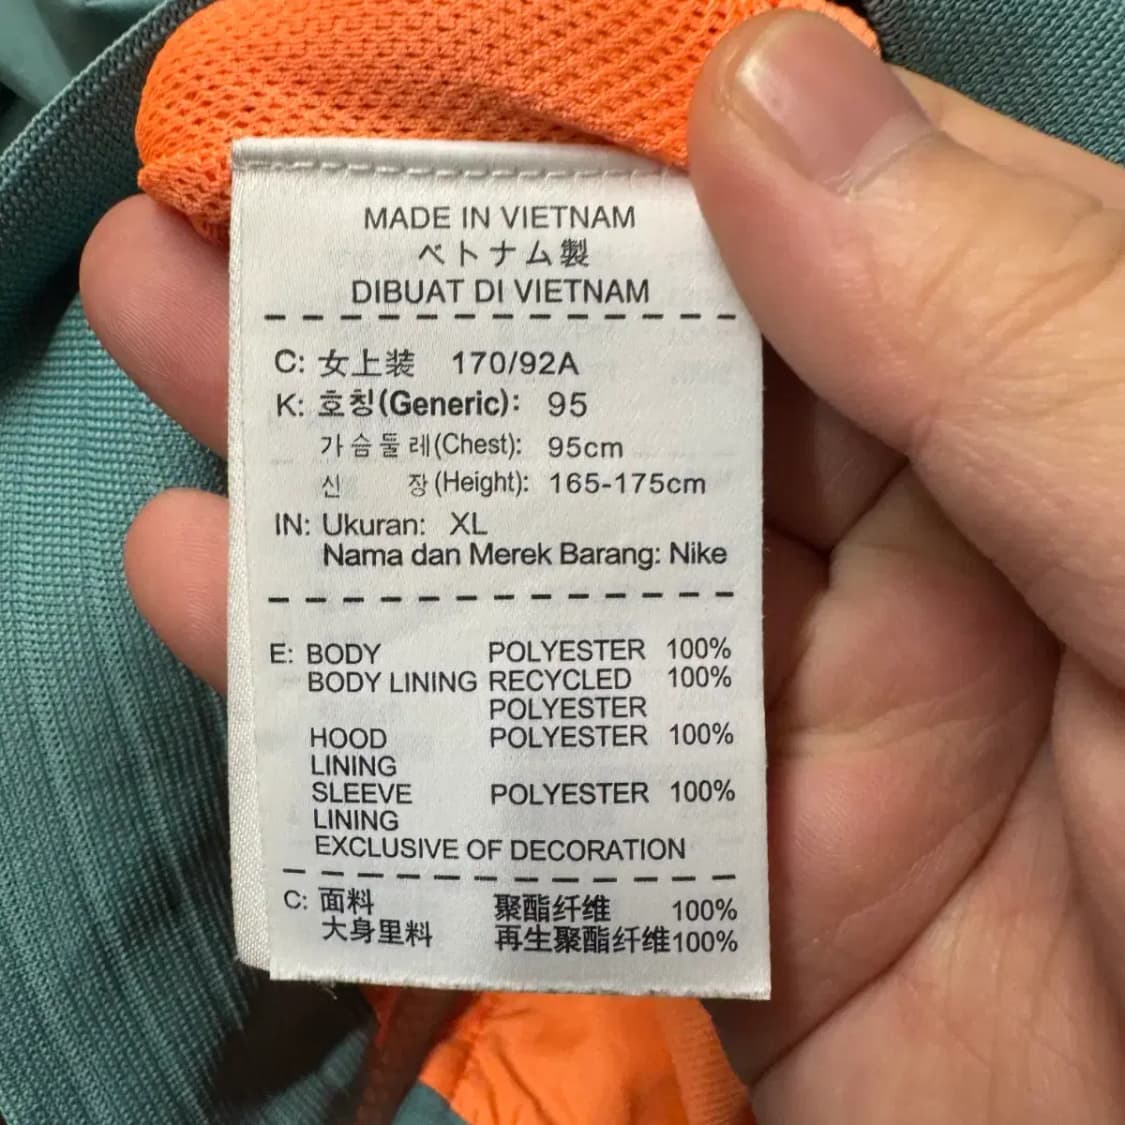 MADE IN VIETNAM
ベトナム製
DIBUAT DI VIETNAM
C: 女上装 170/92A
K: 호칭(Generic): 95
가슴둘레(Chest): 95cm
신 장(Height): 165-175cm
IN: Ukuran: XL
Nama dan Merek Barang: Nike
E: BODY POLYESTER 100%
BODY LINING RECYCLED 100%
POLYESTER
HOOD POLYESTER 100%
LINING
SLEEVE POLYESTER 100%
LINING
EXCLUSIVE OF DECORATION
C: 面料 聚酯纤维 100%
大身里料 再生聚酯纤维100%